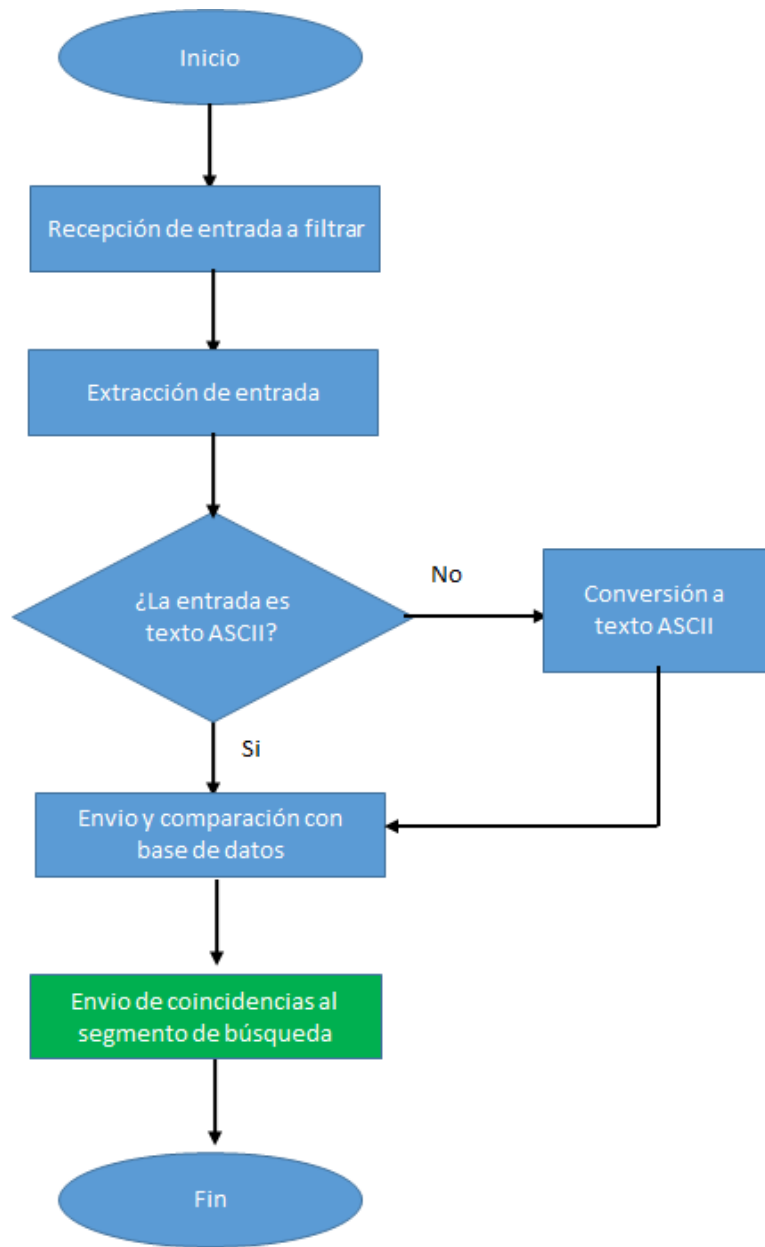 Inicio
Recepción de entrada a filtrar
Extracción de entrada
¿La entrada es
texto ASCII?
No
Conversión a
texto ASCII
Si
Envio y comparación con
base de datos
Envio de coincidencias al
segmento de búsqueda
Fin